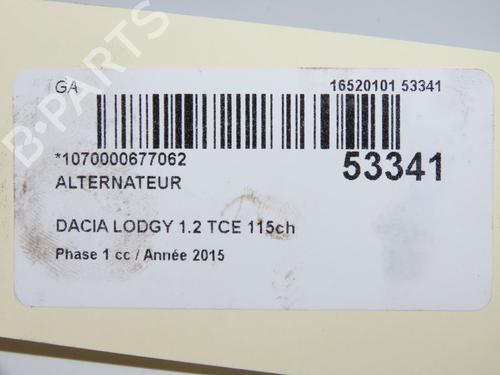 GA 16520101 53341
*1070000677062 53341
ALTERNATEUR
DACIA LODGY 1.2 TCE 115ch
Phase 1 cc / Année 2015
B-PARTS